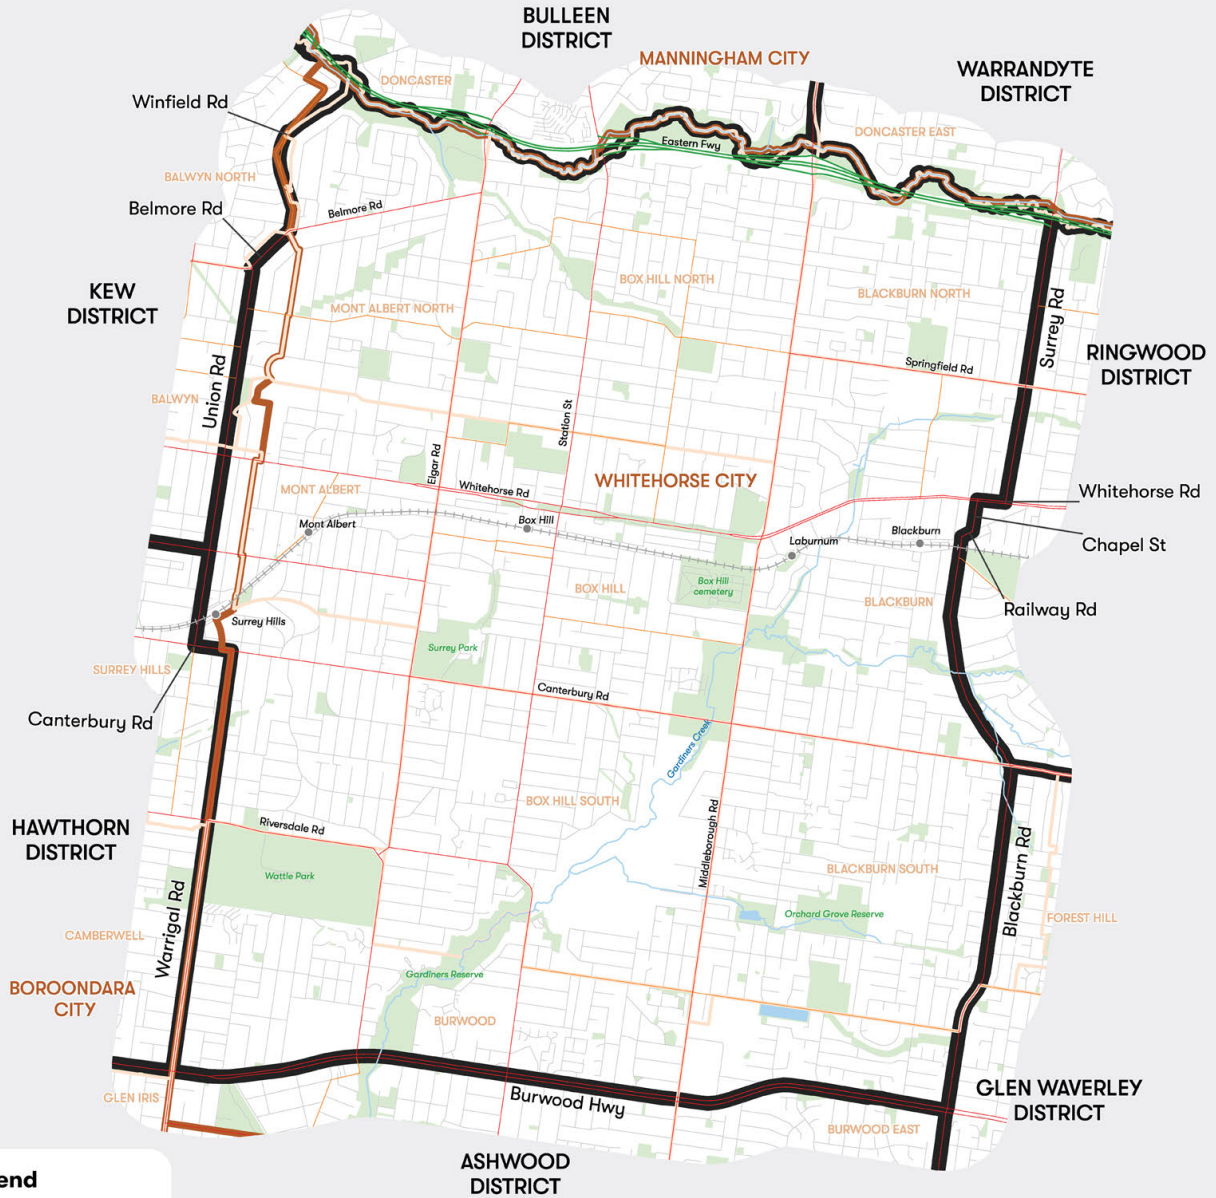 BULLEEN
DISTRICT
MANNINGHAM CITY
WARRANDYTE
DISTRICT
DONCASTER
Winfield Rd
DONCASTER EAST
Eastern Fwy
BALWYN NORTH
Belmore Rd
Belmore Rd
KEW
DISTRICT
BOX HILL NORTH
BLACKBURN NORTH
MONT ALBERT NORTH
Surrey Rd
RINGWOOD
DISTRICT
Springfield Rd
Union Rd
BALWYN
Station St
Elgar Rd
WHITEHORSE CITY
MONT ALBERT
Whitehorse Rd
Whitehorse Rd
Mont Albert
Box Hill
Blackburn
Laburnum
Chapel St
BOX HILL
Box Hill
cemetery
BLACKBURN
Railway Rd
Surrey Hills
Surrey Park
SURREY HILLS
Canterbury Rd
Canterbury Rd
Gardiners Creek
BOX HILL SOUTH
HAWTHORN
DISTRICT
Riversdale Rd
Middleborough Rd
Blackburn Rd
Wattle Park
BLACKBURN SOUTH
Warrigal Rd
Orchard Grove Reserve
FOREST HILL
CAMBERWELL
Gardiners Reserve
BOROONDARA
CITY
BURWOOD
GLEN IRIS
Burwood Hwy
GLEN WAVERLEY
DISTRICT
BURWOOD EAST
ASHWOOD
DISTRICT
end